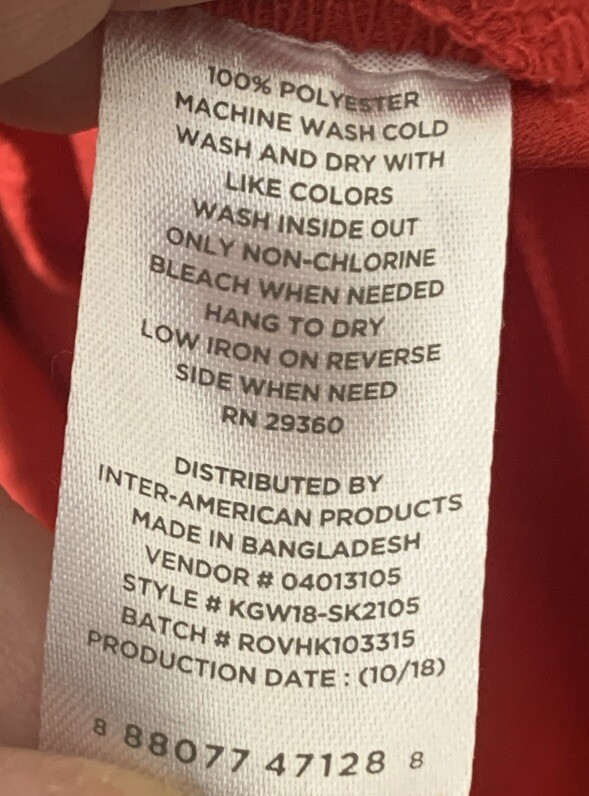 100% POLYESTER
MACHINE WASH COLD
WASH AND DRY WITH
LIKE COLORS
WASH INSIDE OUT
ONLY NON-CHLORINE
BLEACH WHEN NEEDED
HANG TO DRY
LOW IRON ON REVERSE
SIDE WHEN NEED
RN 29360
DISTRIBUTED BY
INTER-AMERICAN PRODUCTS
MADE IN BANGLADESH
VENDOR # 04013105
STYLE # KGW18-SK2105
BATCH # ROVHK103315
PRODUCTION DATE : (10/18)
8 88077 47128 8